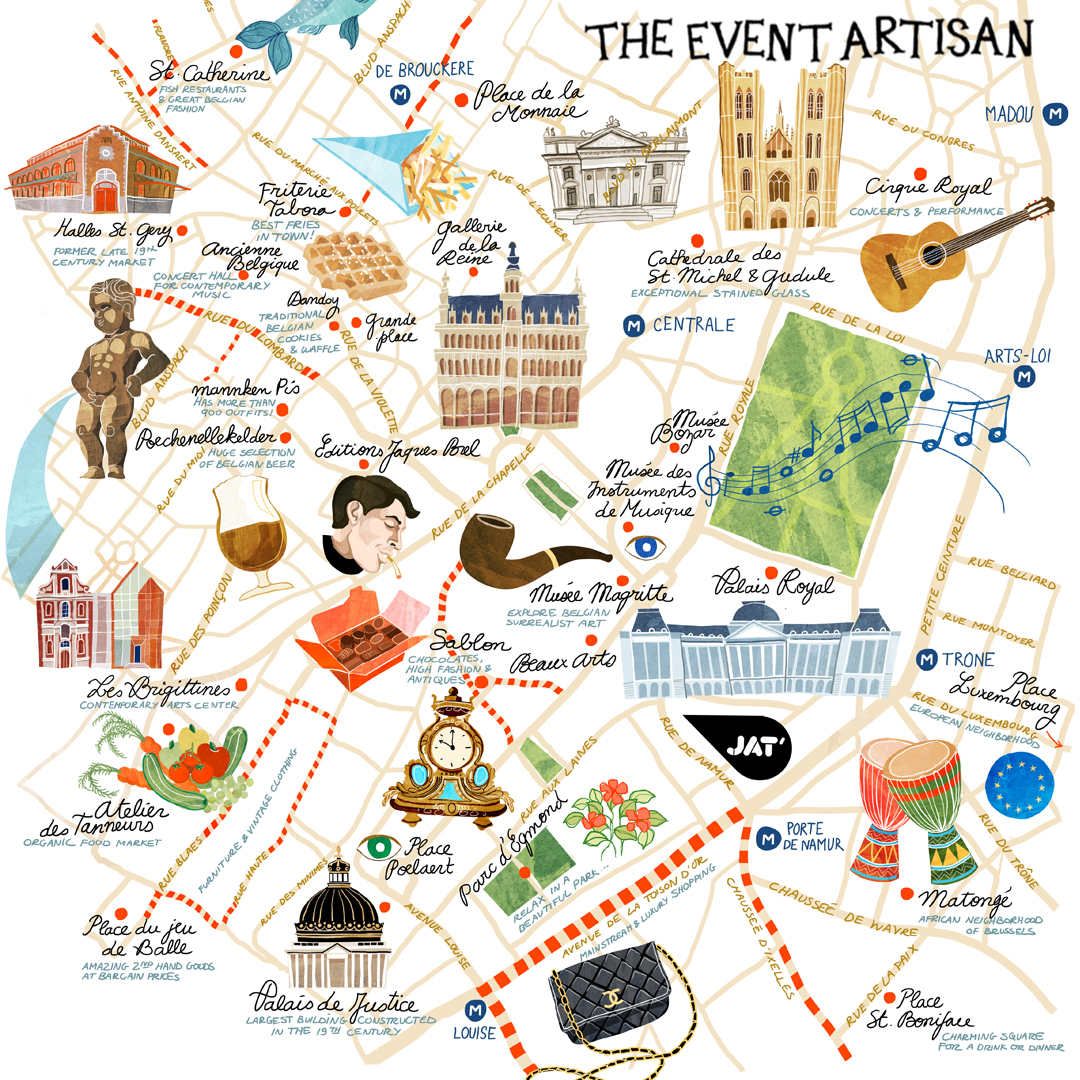 THE EVENT ARTISAN
FLANDRE
RUE ANTOINE DANSAERT
St. Catherine
FISH RESTAURANTS
& GREAT BELGIAN
FASHION
BLVD ANSPACH
DE BROUCKERE
M
Place de la
Monnaie
MADOU M
RUE DU CONGRES
RUE DU MARCHÉ AUX POULETS
RUE DE L'ECUYER
BERLAIMONT
Cirque Royal
CONCERTS & PERFORMANCE
Friterie
Tabora
BEST FRIES
IN TOWN!
Halles St. Gery
FORMER LATE 19TH
CENTURY MARKET
Ancienne
Belgique
CONCERT HALL
FOR CONTEMPORARY
MUSIC
Gallerie
de la
Reine
Cathedrale des
St. Michel & Gudule
EXCEPTIONAL STAINED GLASS
Dandoy
TRADITIONAL
BELGIAN
COOKIES
& WAFFLE
Grande
place
M CENTRALE
RUE DE LA LOI
RUE DU LOMBARD
RUE DE LA VIOLETTE
ARTS-LOI
M
BLVD ANSPACH
mannken Pis
HAS MORE THAN
900 OUTFITS!
RUE ROYALE
Musée
Bozar
Poechenellekelder
HUGE SELECTION
OF BELGIAN BEER
RUE DU MIDI
Editions Jaques Brel
RUE DE LA CHAPELLE
Musée des
Instruments
de Musique
PETITE CEINTURE
RUE BELLIARD
RUE MONTOYER
Musée Magritte
EXPLORE BELGIAN
SURREALIST ART
Palais Royal
RUE DES POINÇON
Sablon
CHOCOLATES,
HIGH FASHION &
ANTIQUES
Beaux Arts
M TRONE
Place
Luxembourg
RUE DU LUXEMBOURG
EUROPEAN NEIGHBORHOOD
Les Brigittines
CONTEMPORARY ARTS CENTER
RUE DE NAMUR
JAT'
RUE AUX LAINES
Atelier
des Tanneurs
ORGANIC FOOD MARKET
RUE BLAES
FURNITURE & VINTAGE CLOTHING
RUE HAUTE
RUE DES MINIMES
Place
Poelaert
Parc d'Egmond
RELAX IN A
BEAUTIFUL PARK...
M PORTE
DE NAMUR
RUE DU TRÔNE
Matongé
AFRICAN NEIGHBORHOOD
OF BRUSSELS
CHAUSSÉE DE WAVRE
CHAUSSÉE D'IXELLES
AVENUE DE LA TOISON D'OR
MAINSTREAM & LUXURY SHOPPING
AVENUE LOUISE
Place du jeu
de Balle
AMAZING 2ND HAND GOODS
AT BARGAIN PRICES
Palais de Justice
LARGEST BUILDING CONSTRUCTED
IN THE 19TH CENTURY
M
LOUISE
RUE DE LA PAIX
Place
St. Boniface
CHARMING SQUARE
FOR A DRINK OR DINNER